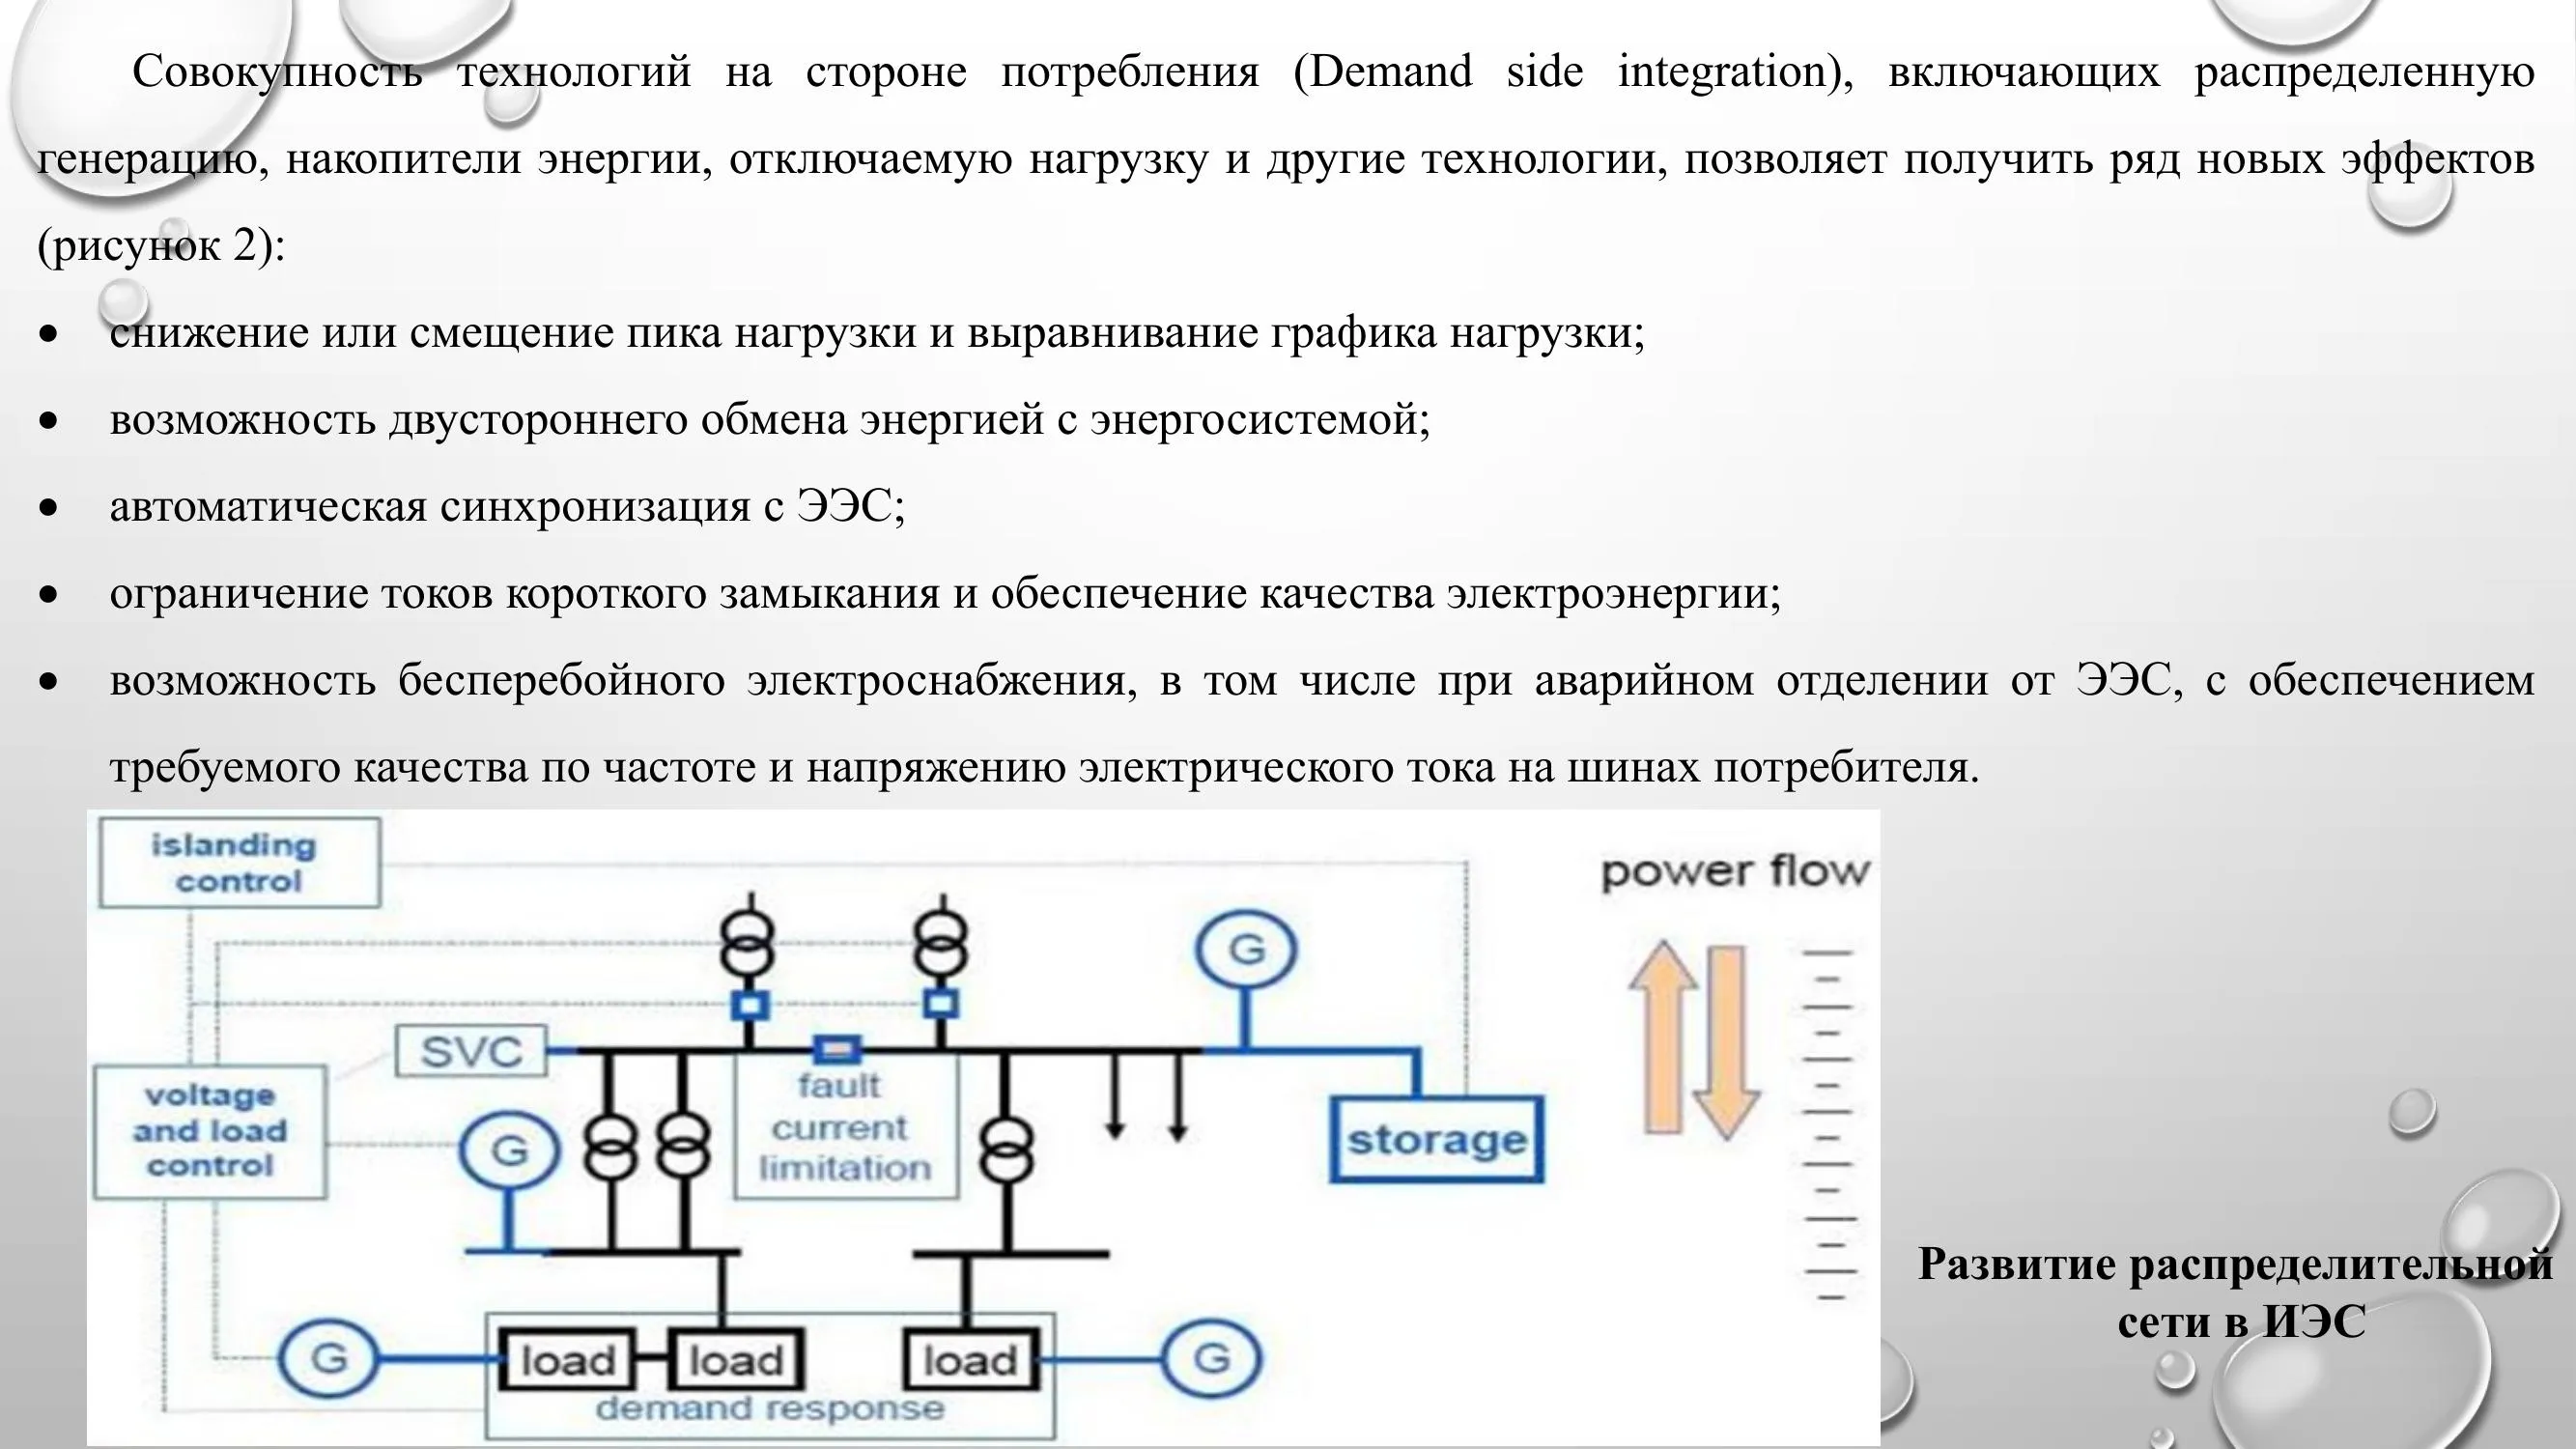 Совокупность технологий на стороне потребления (Demand side integration), включающих распределенную
генерацию, накопители энергии, отключаемую нагрузку и другие технологии, позволяет получить ряд новых эффектов
(рисунок 2):
• снижение или смещение пика нагрузки и выравнивание графика нагрузки;
• возможность двустороннего обмена энергией с энергосистемой;
• автоматическая синхронизация с ЭЭС;
• ограничение токов короткого замыкания и обеспечение качества электроэнергии;
• возможность бесперебойного электроснабжения, в том числе при аварийном отделении от ЭЭС, с обеспечением
требуемого качества по частоте и напряжению электрического тока на шинах потребителя.
islanding
control
power flow
G
SVC
voltage
and load
control
G
fault
current
limitation
storage
G
load
load
load
G
demand response
Развитие распределительной
сети в ИЭС